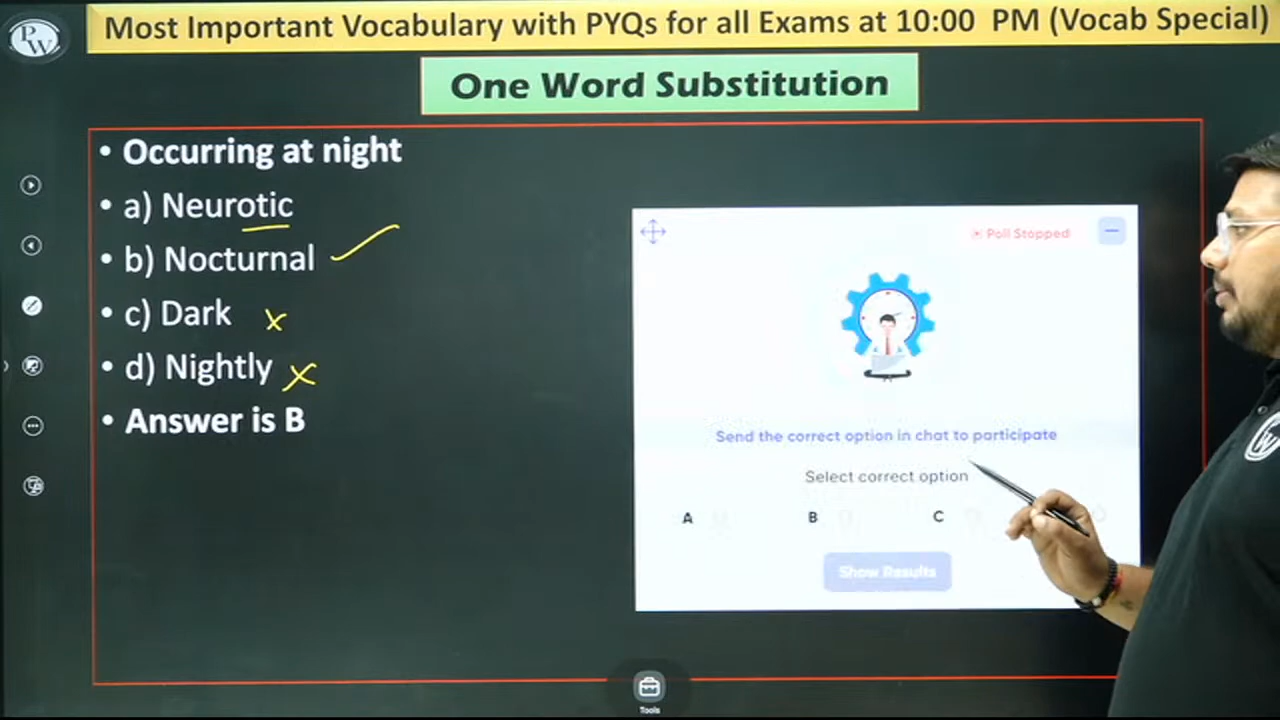 PW
Most Important Vocabulary with PYQs for all Exams at 10:00 PM (Vocab Special)
One Word Substitution
• Occurring at night
• a) Neurotic
• b) Nocturnal
• c) Dark
• d) Nightly
• Answer is B
Poll Stopped
Send the correct option in chat to participate
Select correct option
A B C
Show Results
Tools